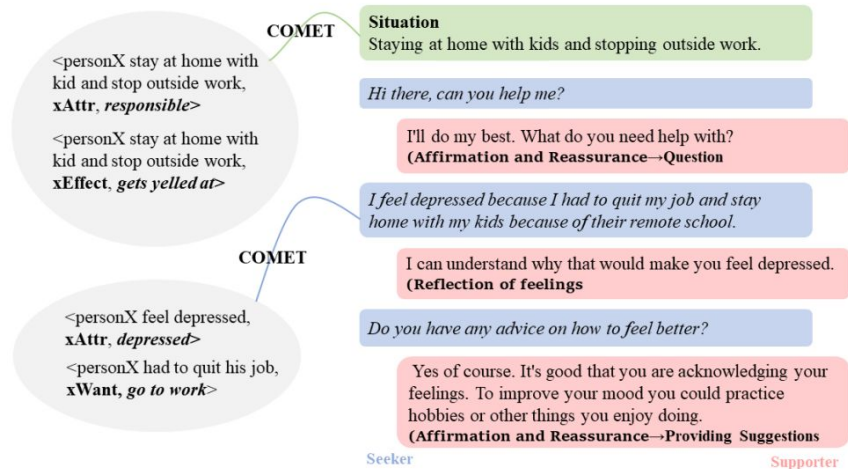 <personX stay at home with
kid and stop outside work,
xAttr, responsible>
<personX stay at home with
kid and stop outside work,
xEffect, gets yelled at>
COMET
Situation
Staying at home with kids and stopping outside work.
Hi there, can you help me?
I'll do my best. What do you need help with?
(Affirmation and Reassurance→Question
I feel depressed because I had to quit my job and stay
home with my kids because of their remote school.
COMET
I can understand why that would make you feel depressed.
(Reflection of feelings
<personX feel depressed,
xAttr, depressed>
<personX had to quit his job,
xWant, go to work>
Do you have any advice on how to feel better?
Yes of course. It's good that you are acknowledging your
feelings. To improve your mood you could practice
hobbies or other things you enjoy doing.
(Affirmation and Reassurance→Providing Suggestions
Seeker
Supporter